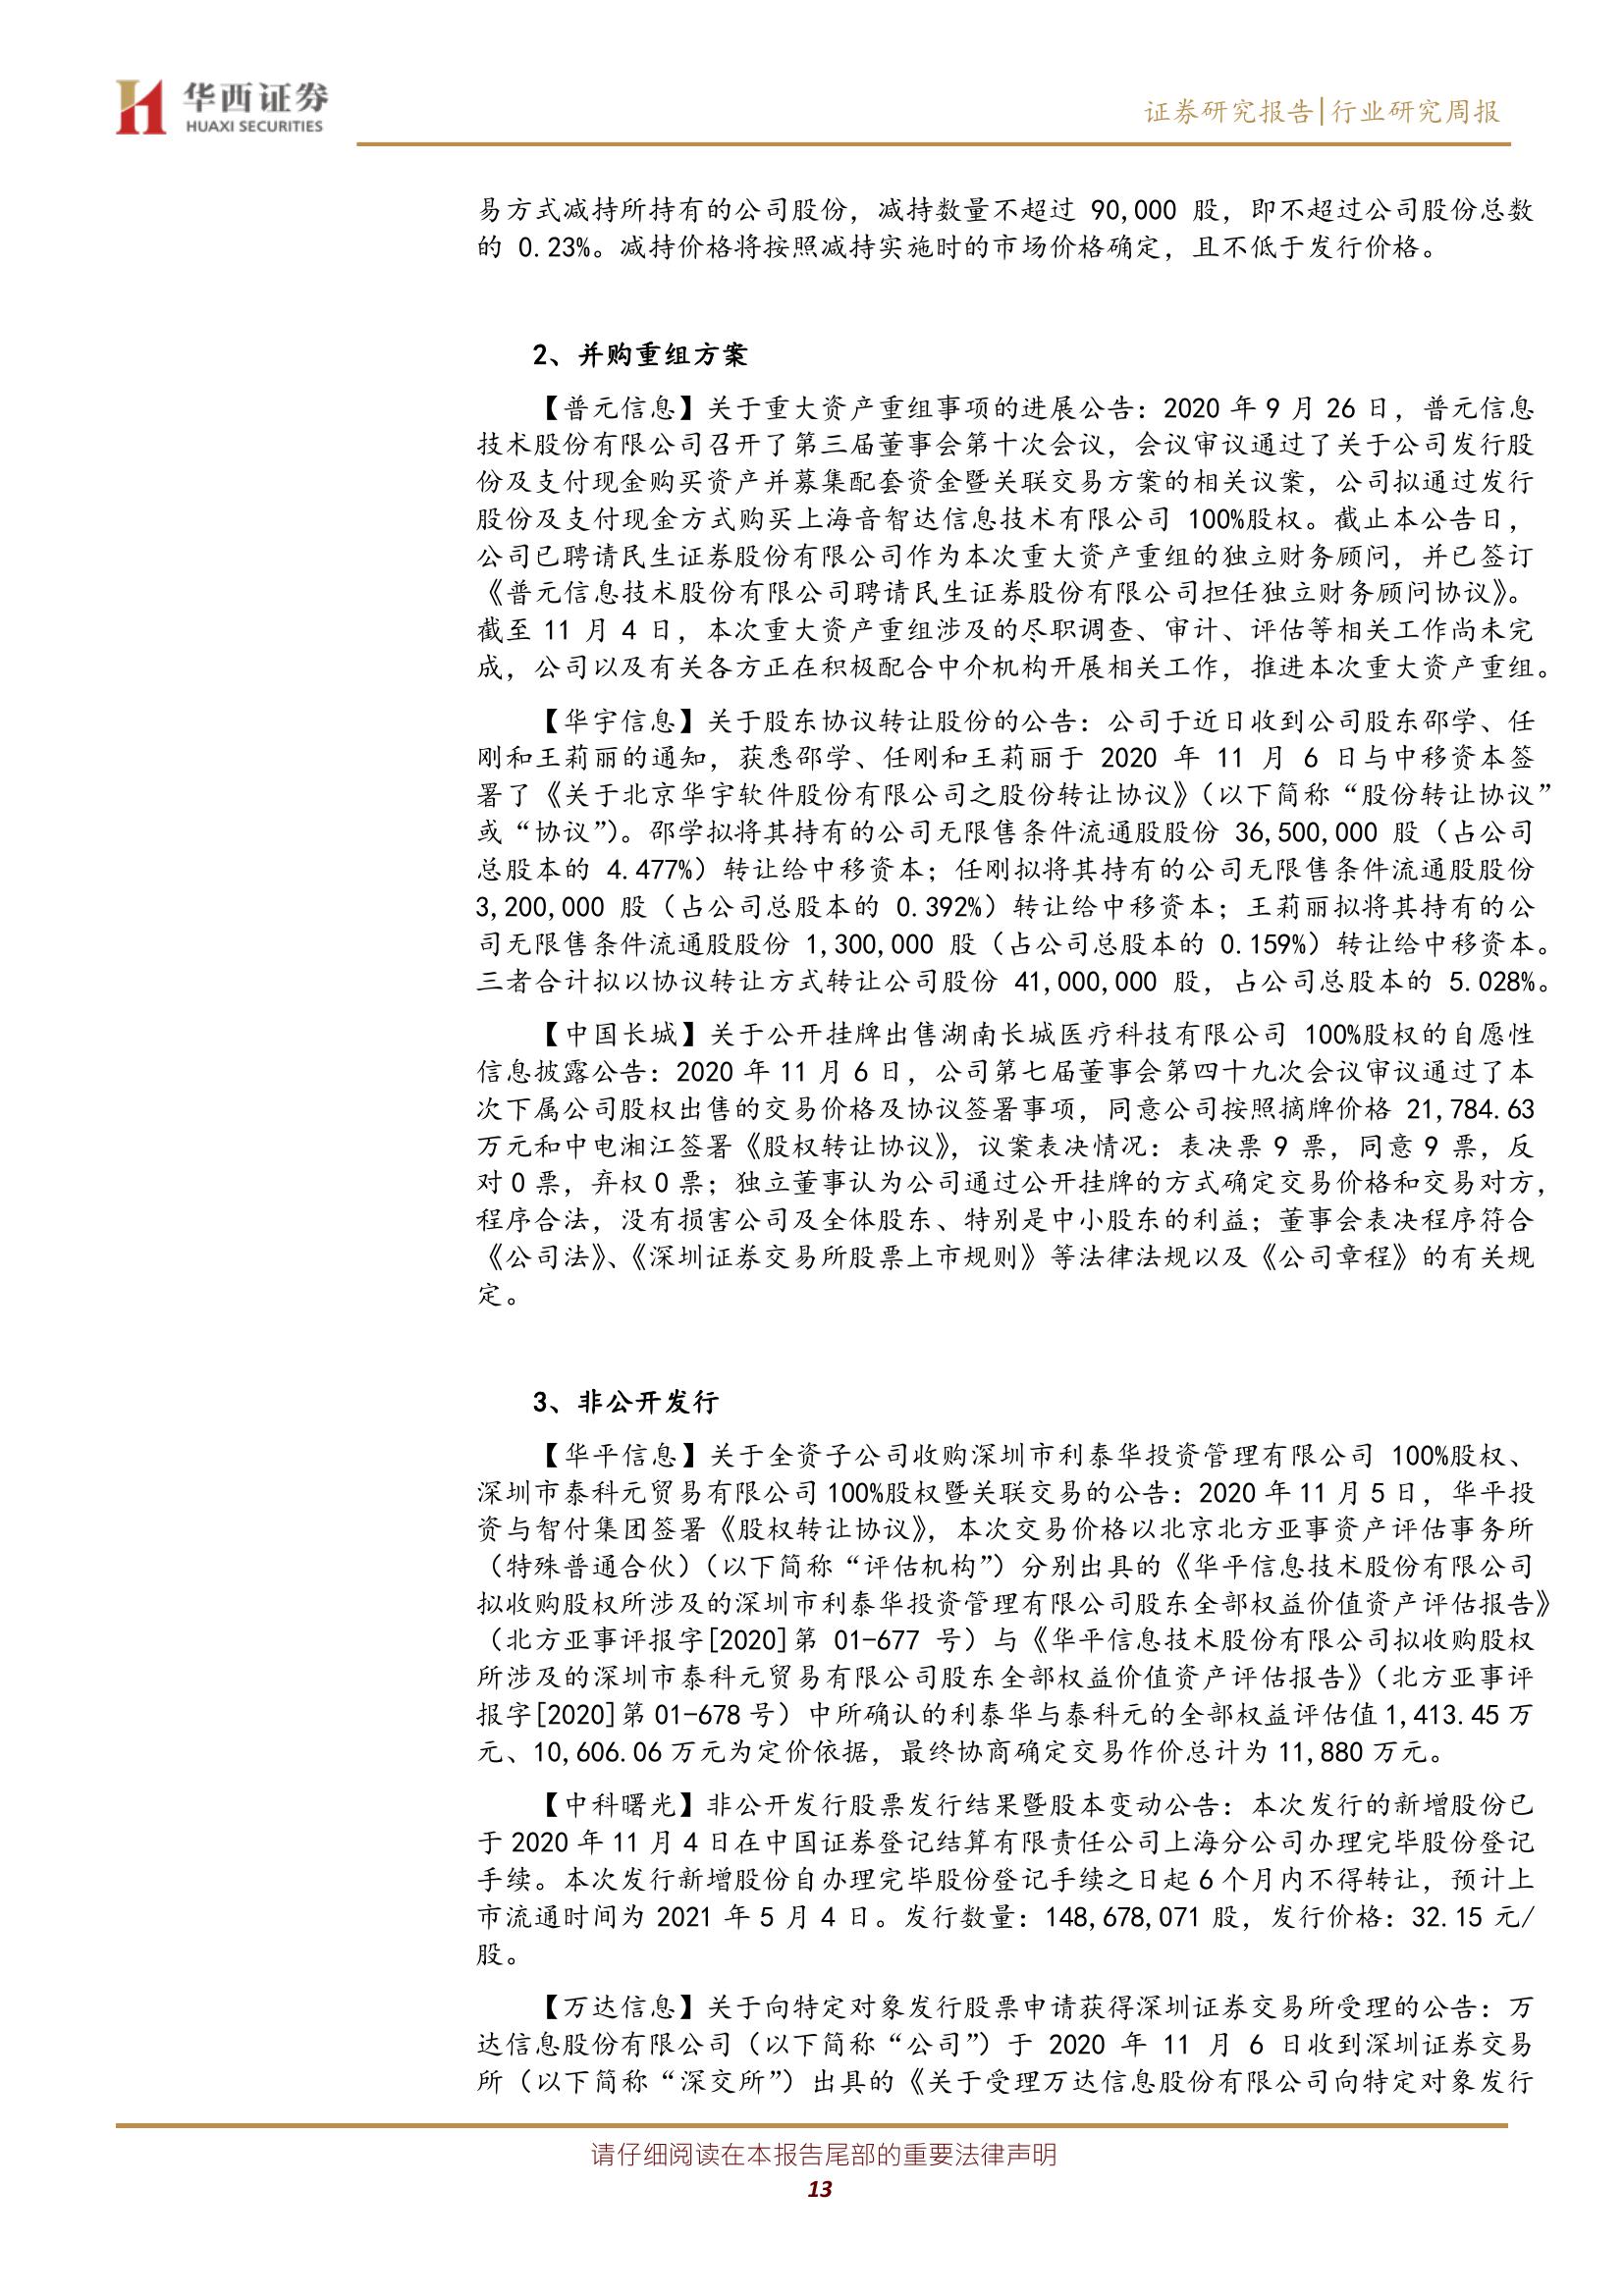 华西证券
HUAXI SECURITIES
证券研究报告|行业研究周报
易方式减持所持有的公司股份，减持数量不超过 90,000 股，即不超过公司股份总数
的 0.23%。减持价格将按照减持实施时的市场价格确定，且不低于发行价格。
2、并购重组方案
【普元信息】关于重大资产重组事项的进展公告：2020 年 9 月 26 日，普元信息
技术股份有限公司召开了第三届董事会第十次会议，会议审议通过了关于公司发行股
份及支付现金购买资产并募集配套资金暨关联交易方案的相关议案，公司拟通过发行
股份及支付现金方式购买上海音智达信息技术有限公司 100%股权。截止本公告日，
公司已聘请民生证券股份有限公司作为本次重大资产重组的独立财务顾问，并已签订
《普元信息技术股份有限公司聘请民生证券股份有限公司担任独立财务顾问协议》。
截至 11 月 4 日，本次重大资产重组涉及的尽职调查、审计、评估等相关工作尚未完
成，公司以及有关各方正在积极配合中介机构开展相关工作，推进本次重大资产重组。
【华宇信息】关于股东协议转让股份的公告：公司于近日收到公司股东邵学、任
刚和王莉丽的通知，获悉邵学、任刚和王莉丽于 2020 年 11 月 6 日与中移资本签
署了《关于北京华宇软件股份有限公司之股份转让协议》（以下简称“股份转让协议”
或“协议”）。邵学拟将其持有的公司无限售条件流通股股份 36,500,000 股（占公司
总股本的 4.477%）转让给中移资本；任刚拟将其持有的公司无限售条件流通股股份
3,200,000 股（占公司总股本的 0.392%）转让给中移资本；王莉丽拟将其持有的公
司无限售条件流通股股份 1,300,000 股（占公司总股本的 0.159%）转让给中移资本。
三者合计拟以协议转让方式转让公司股份 41,000,000 股，占公司总股本的 5.028%。
【中国长城】关于公开挂牌出售湖南长城医疗科技有限公司 100%股权的自愿性
信息披露公告：2020 年 11 月 6 日，公司第七届董事会第四十九次会议审议通过了本
次下属公司股权出售的交易价格及协议签署事项，同意公司按照摘牌价格 21,784.63
万元和中电湘江签署《股权转让协议》，议案表决情况：表决票 9 票，同意 9 票，反
对 0 票，弃权 0 票；独立董事认为公司通过公开挂牌的方式确定交易价格和交易对方，
程序合法，没有损害公司及全体股东、特别是中小股东的利益；董事会表决程序符合
《公司法》、《深圳证券交易所股票上市规则》等法律法规以及《公司章程》的有关规
定。
3、非公开发行
【华平信息】关于全资子公司收购深圳市利泰华投资管理有限公司 100%股权、
深圳市泰科元贸易有限公司 100%股权暨关联交易的公告：2020 年 11 月 5 日，华平投
资与智付集团签署《股权转让协议》，本次交易价格以北京北方亚事资产评估事务所
（特殊普通合伙）（以下简称“评估机构”）分别出具的《华平信息技术股份有限公司
拟收购股权所涉及的深圳市利泰华投资管理有限公司股东全部权益价值资产评估报告》
（北方亚事评报字[2020]第 01-677 号）与《华平信息技术股份有限公司拟收购股权
所涉及的深圳市泰科元贸易有限公司股东全部权益价值资产评估报告》（北方亚事评
报字[2020]第 01-678 号）中所确认的利泰华与泰科元的全部权益评估值 1,413.45 万
元、10,606.06 万元为定价依据，最终协商确定交易作价总计为 11,880 万元。
【中科曙光】非公开发行股票发行结果暨股本变动公告：本次发行的新增股份已
于 2020 年 11 月 4 日在中国证券登记结算有限责任公司上海分公司办理完毕股份登记
手续。本次发行新增股份自办理完毕股份登记手续之日起 6 个月内不得转让，预计上
市流通时间为 2021 年 5 月 4 日。发行数量：148,678,071 股，发行价格：32.15 元/
股。
【万达信息】关于向特定对象发行股票申请获得深圳证券交易所受理的公告：万
达信息股份有限公司（以下简称“公司”）于 2020 年 11 月 6 日收到深圳证券交易
所（以下简称“深交所”）出具的《关于受理万达信息股份有限公司向特定对象发行
请仔细阅读在本报告尾部的重要法律声明
13